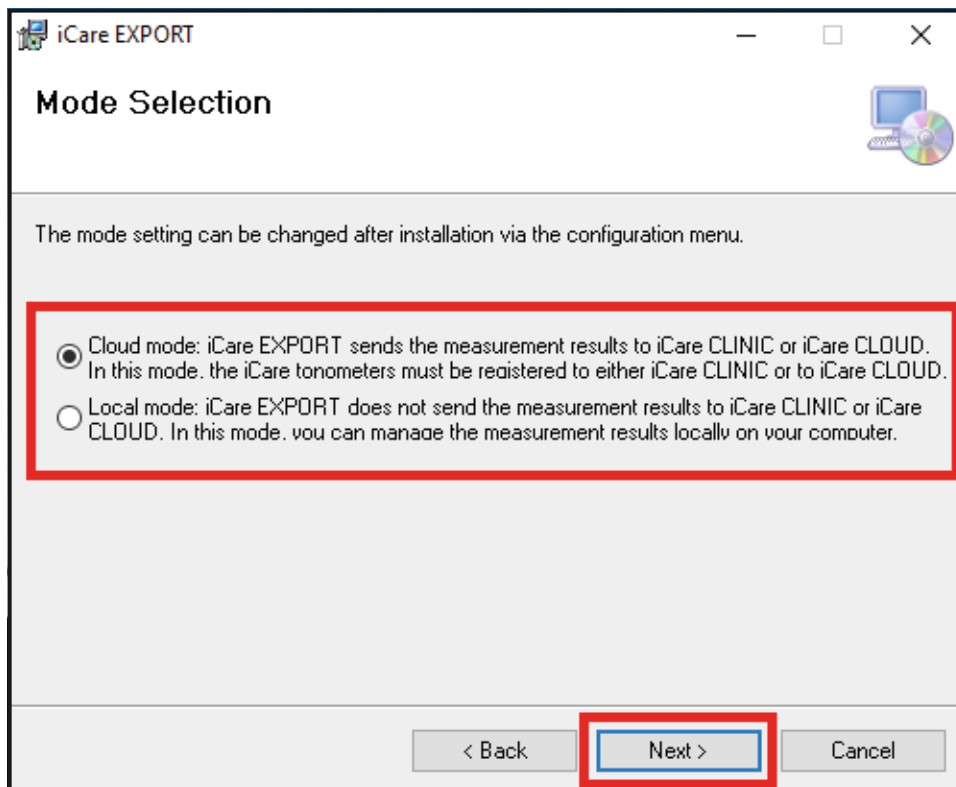 iCare EXPORT
Mode Selection
The mode setting can be changed after installation via the configuration menu.
Cloud mode: iCare EXPORT sends the measurement results to iCare CLINIC or iCare CLOUD.
In this mode, the iCare tonometers must be registered to either iCare CLINIC or to iCare CLOUD.
Local mode: iCare EXPORT does not send the measurement results to iCare CLINIC or iCare
CLOUD. In this mode, you can manage the measurement results locally on your computer.
< Back
Next >
Cancel